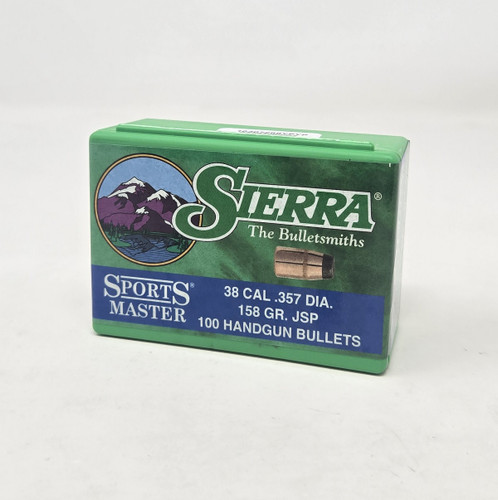 SIERRA®
The Bulletsmiths
SPORTS®
MASTER
38 CAL .357 DIA.
158 GR. JSP
100 HANDGUN BULLETS